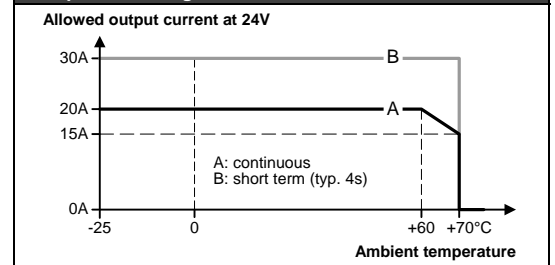 Allowed output current at 24V
30A
B
20A
A
15A
A: continuous
B: short term (typ. 4s)
0A
-25 0 +60 +70°C
Ambient temperature